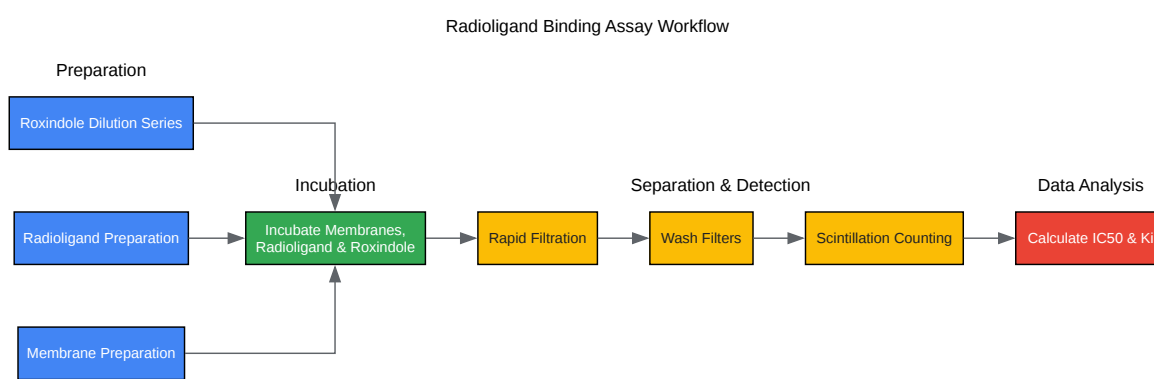 Radioligand Binding Assay Workflow
Preparation
Roxindole Dilution Series
Incubation
Separation & Detection
Data Analysis
Radioligand Preparation
Incubate Membranes,
Radioligand & Roxindole
Rapid Filtration
Wash Filters
Scintillation Counting
Calculate IC50 & Ki
Membrane Preparation